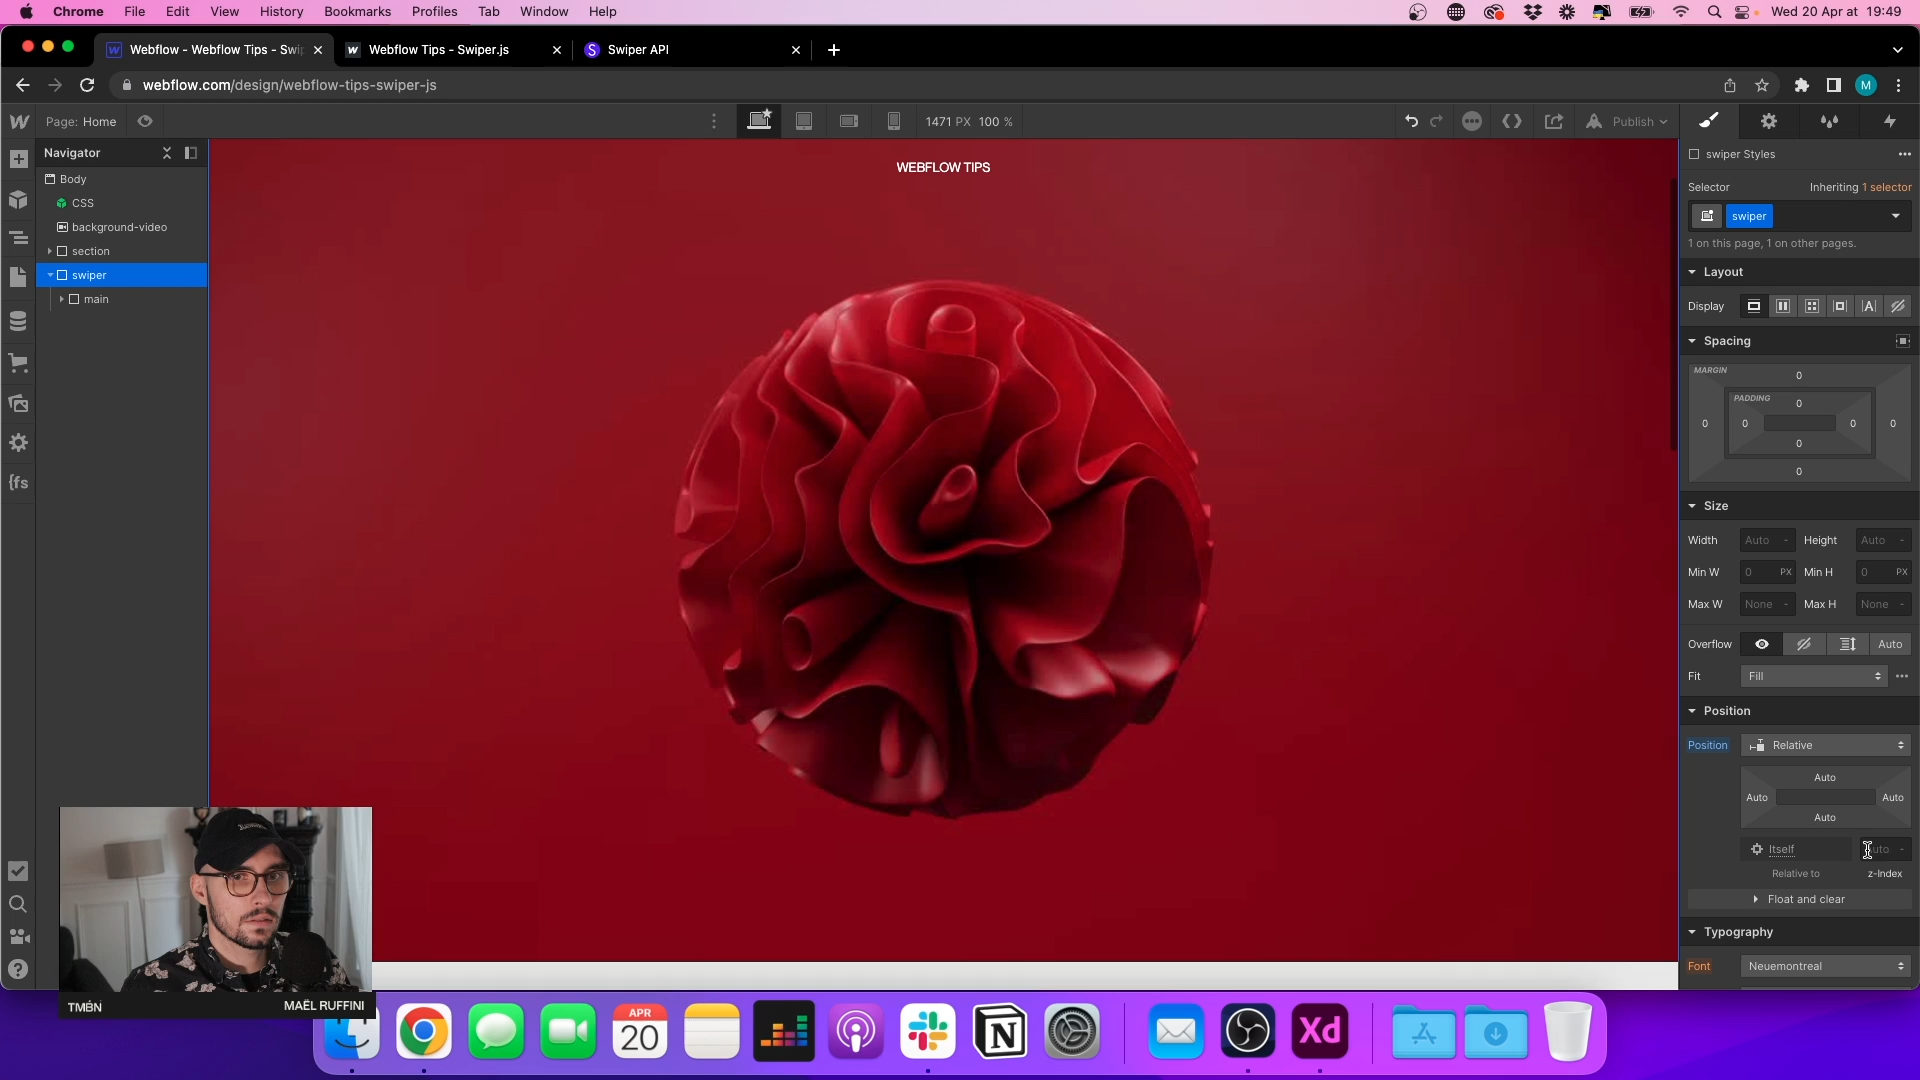 Chrome File Edit View History Bookmarks Profiles Tab Window Help Wed 20 Apr at 19:49
Webflow - Webflow Tips - Swi Webflow Tips - Swiper.js Swiper API
webflow.com/design/webflow-tips-swiper-js M
Page: Home 1471 PX 100 % Publish
Navigator
Body
CSS
background-video
section
swiper
main
{fs
WEBFLOW TIPS
swiper Styles
Selector Inheriting 1 selector
swiper
1 on this page, 1 on other pages.
Layout
Display
Spacing
MARGIN
0
PADDING
0
0 0 0 0
0
0
Size
Width Auto - Height Auto -
Min W 0 PX Min H 0 PX
Max W None - Max H None -
Overflow Auto
Fit Fill
Position
Position Relative
Auto
Auto Auto
Auto
Itself
Relative to z-Index
Float and clear
Typography
Font Neuemontreal
TMBN MAËL RUFFINI
APR
20
Xd